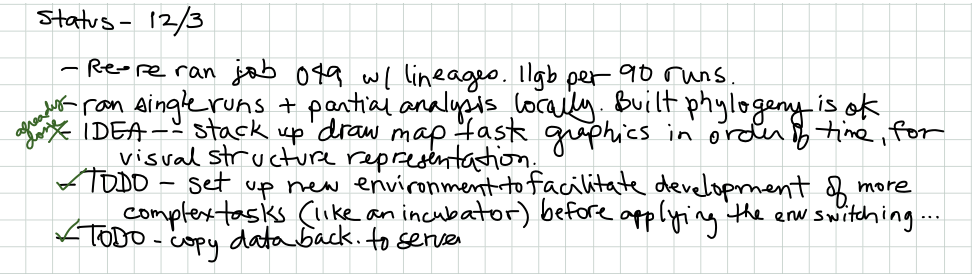 Status - 12/3
- Re-re ran job 049 w/ lineages. 11gb per 90 runs.
- ran single runs + partial analysis locally. Built phylogeny is ok
already done
- IDEA -- stack up draw map task graphics in order of time, for
visual structure representation.
- TODO - set up new environment to facilitate development of more
complex tasks (like an incubator) before applying the env switching...
- TODO - copy data back. to server